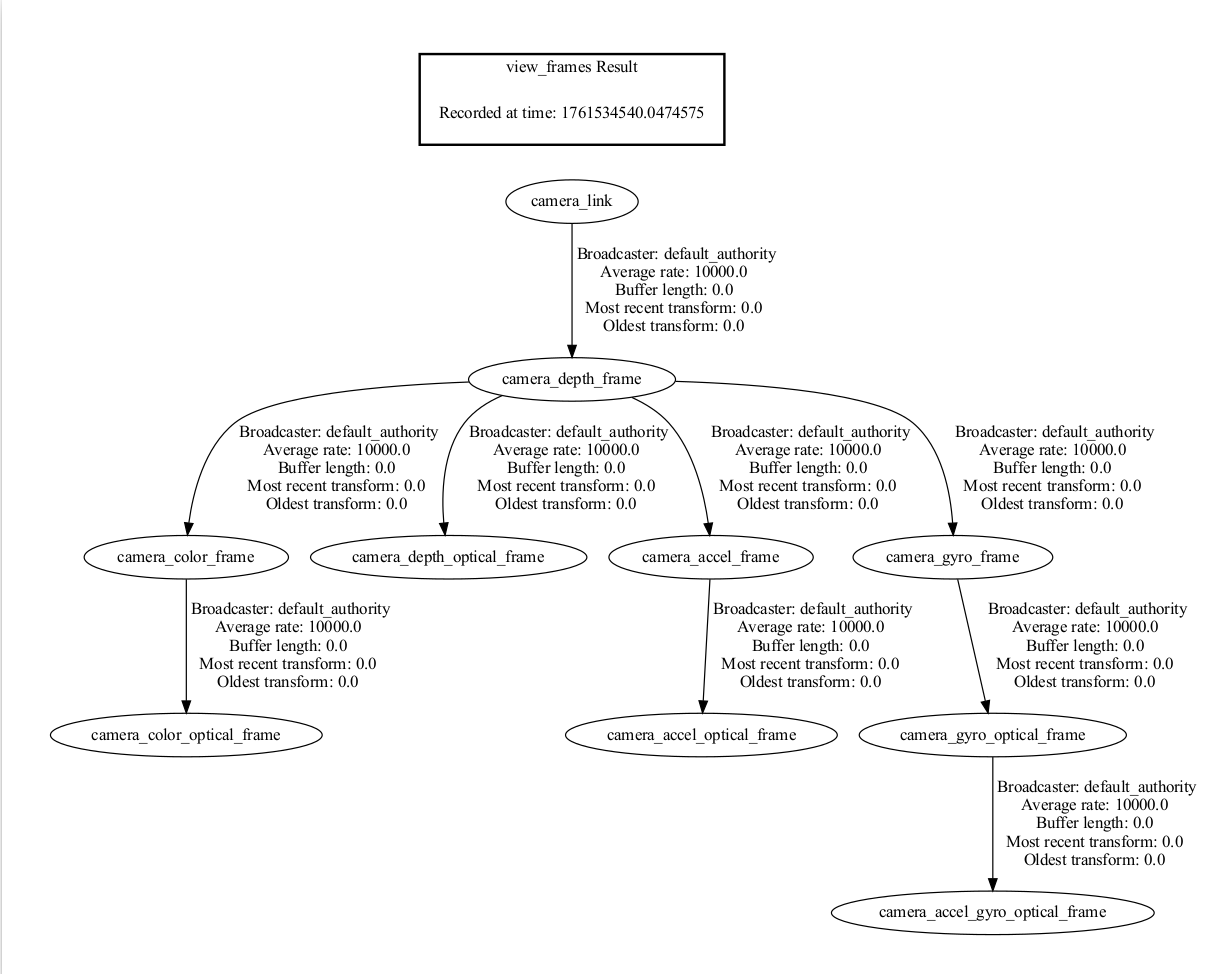 view_frames Result
Recorded at time: 1761534540.0474575
camera_link
Broadcaster: default_authority
Average rate: 10000.0
Buffer length: 0.0
Most recent transform: 0.0
Oldest transform: 0.0
camera_depth_frame
Broadcaster: default_authority
Average rate: 10000.0
Buffer length: 0.0
Most recent transform: 0.0
Oldest transform: 0.0
Broadcaster: default_authority
Average rate: 10000.0
Buffer length: 0.0
Most recent transform: 0.0
Oldest transform: 0.0
Broadcaster: default_authority
Average rate: 10000.0
Buffer length: 0.0
Most recent transform: 0.0
Oldest transform: 0.0
Broadcaster: default_authority
Average rate: 10000.0
Buffer length: 0.0
Most recent transform: 0.0
Oldest transform: 0.0
camera_color_frame
camera_depth_optical_frame
camera_accel_frame
camera_gyro_frame
Broadcaster: default_authority
Average rate: 10000.0
Buffer length: 0.0
Most recent transform: 0.0
Oldest transform: 0.0
Broadcaster: default_authority
Average rate: 10000.0
Buffer length: 0.0
Most recent transform: 0.0
Oldest transform: 0.0
Broadcaster: default_authority
Average rate: 10000.0
Buffer length: 0.0
Most recent transform: 0.0
Oldest transform: 0.0
camera_color_optical_frame
camera_accel_optical_frame
camera_gyro_optical_frame
Broadcaster: default_authority
Average rate: 10000.0
Buffer length: 0.0
Most recent transform: 0.0
Oldest transform: 0.0
camera_accel_gyro_optical_frame